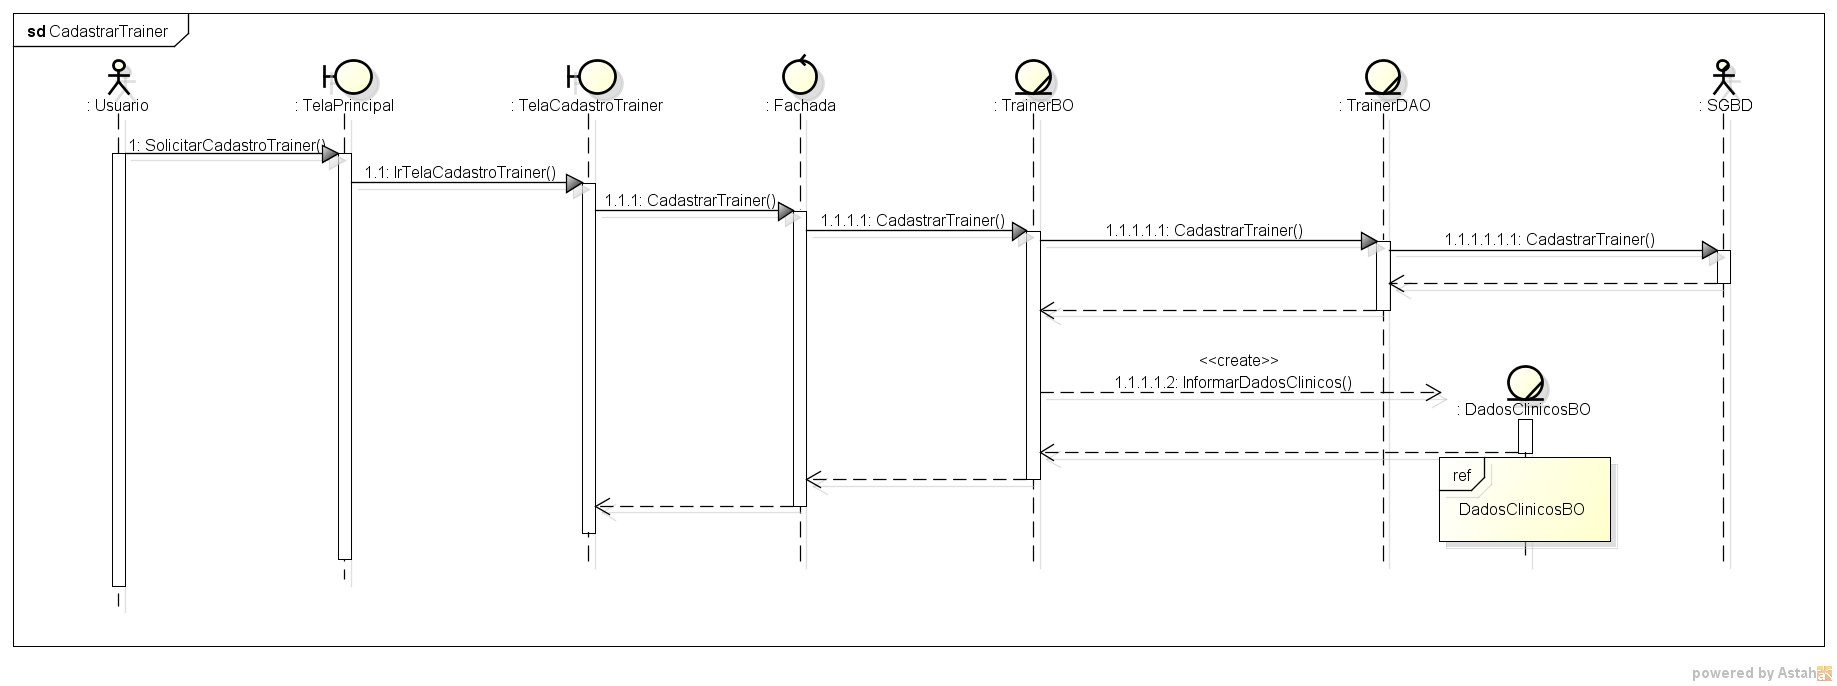 sd CadastrarTrainer
: Usuario
: TelaPrincipal
: TelaCadastroTrainer
: Fachada
: TrainerBO
: TrainerDAO
: SGBD
1: SolicitarCadastroTrainer()
1.1: IrTelaCadastroTrainer()
1.1.1: CadastrarTrainer()
1.1.1.1: CadastrarTrainer()
1.1.1.1.1: CadastrarTrainer()
1.1.1.1.1.1: CadastrarTrainer()
<<create>>
1.1.1.1.2: InformarDadosClinicos()
: DadosClinicosBO
ref
DadosClinicosBO
powered by Astah